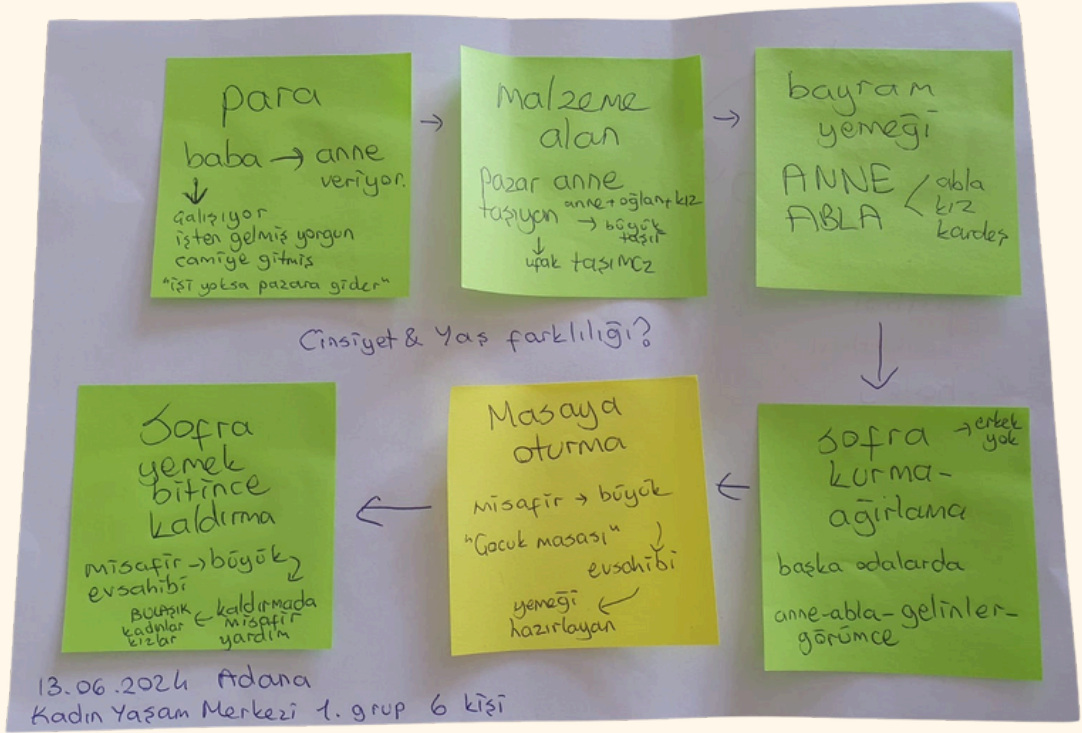 para
baba → anne
veriyor.
↓
çalışıyor
işten gelmiş yorgun
camiye gitmiş
"işi yoksa pazara gider"
→
malzeme
alan
pazar anne
taşıyan anne+oğlan+kız
→ büyük
taşır
↓
ufak taşımaz
→
bayram
yemeği
ANNE
ABLA
abla
kız
kardeş
Cinsiyet & Yaş farklılığı?
↓
sofra → erkek
yok
kurma-
ağırlama
başka odalarda
anne-abla-gelinler-
görümce
←
Masaya
oturma
misafir → büyük
"Çocuk masası"
evsahibi
yemeği
hazırlayan
←
Sofra
yemek
bitince
kaldırma
misafir → büyük
evsahibi
kaldırmada
misafir
yardım
← BULAŞIK
kadınlar
kızlar
13.06.2024 Adana
Kadın Yaşam Merkezi 1. grup 6 kişi